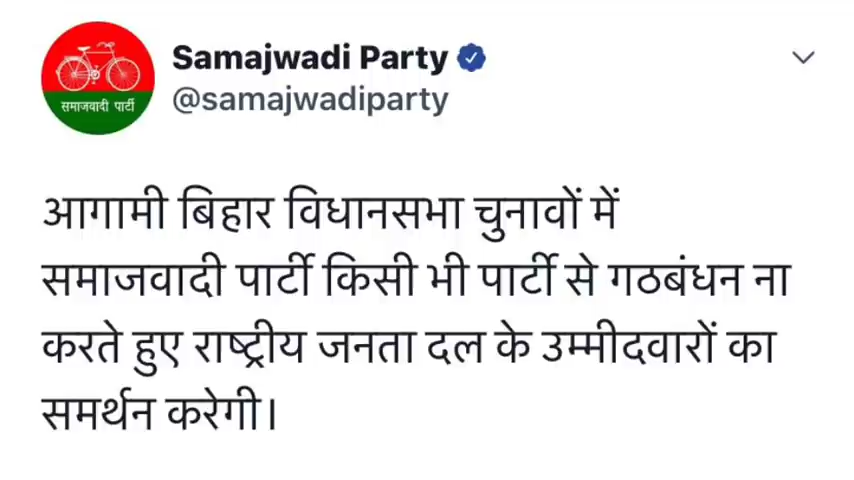 Samajwadi Party
@samajwadiparty
समाजवादी पार्टी
आगामी बिहार विधानसभा चुनावों में
समाजवादी पार्टी किसी भी पार्टी से गठबंधन ना
करते हुए राष्ट्रीय जनता दल के उम्मीदवारों का
समर्थन करेगी।